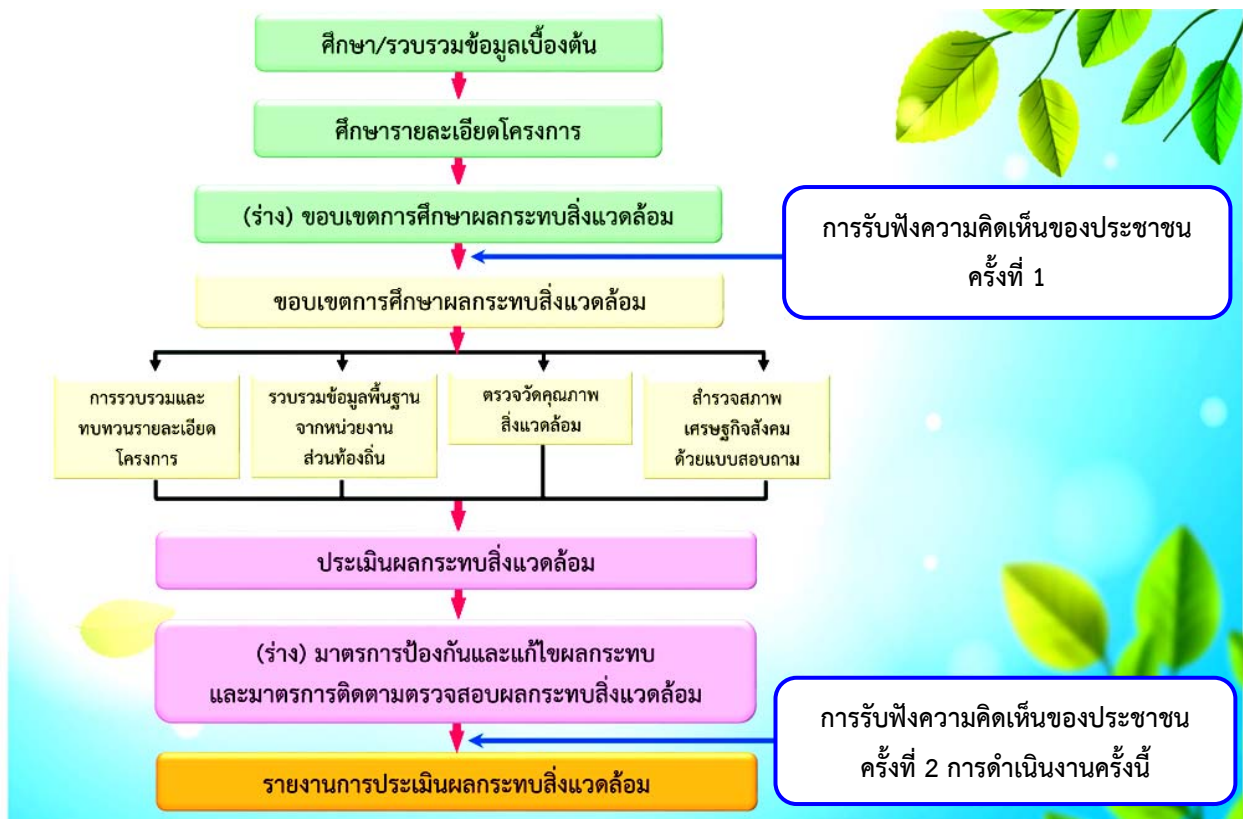 ศึกษา/รวบรวมข้อมูลเบื้องต้น
ศึกษารายละเอียดโครงการ
(ร่าง) ขอบเขตการศึกษาผลกระทบสิ่งแวดล้อม
การรับฟังความคิดเห็นของประชาชน
ครั้งที่ 1
ขอบเขตการศึกษาผลกระทบสิ่งแวดล้อม
การรวบรวมและ
ทบทวนรายละเอียด
โครงการ
รวบรวมข้อมูลพื้นฐาน
จากหน่วยงาน
ส่วนท้องถิ่น
ตรวจวัดคุณภาพ
สิ่งแวดล้อม
สำรวจสภาพ
เศรษฐกิจสังคม
ด้วยแบบสอบถาม
ประเมินผลกระทบสิ่งแวดล้อม
(ร่าง) มาตรการป้องกันและแก้ไขผลกระทบ
และมาตรการติดตามตรวจสอบผลกระทบสิ่งแวดล้อม
การรับฟังความคิดเห็นของประชาชน
ครั้งที่ 2 การดำเนินงานครั้งนี้
รายงานการประเมินผลกระทบสิ่งแวดล้อม